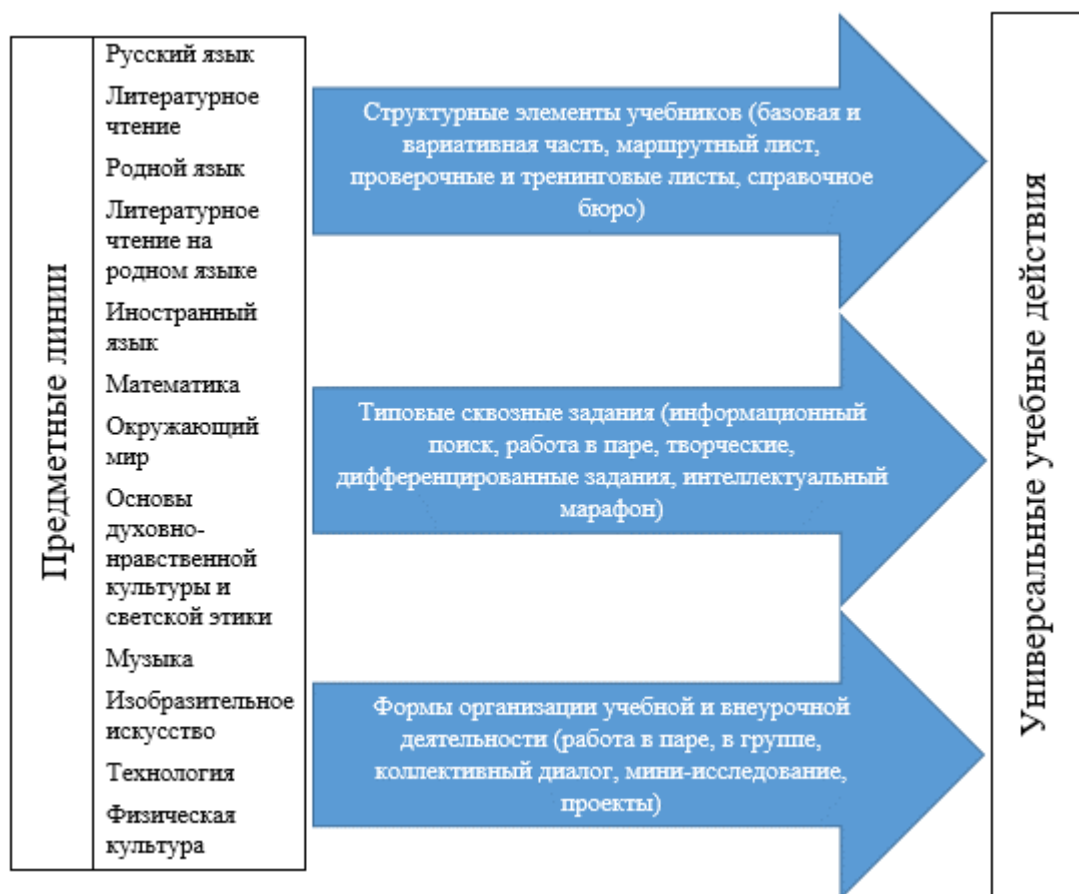 Предметные линии
Русский язык
Литературное
чтение
Родной язык
Литературное
чтение на
родном языке
Иностранный
язык
Математика
Окружающий
мир
Основы
духовно-
нравственной
культуры и
светской этики
Музыка
Изобразительное
искусство
Технология
Физическая
культура
Структурные элементы учебников (базовая и
вариативная часть, маршрутный лист,
проверочные и тренинговые листы, справочное
бюро)
Типовые сквозные задания (информационный
поиск, работа в паре, творческие,
дифференцированные задания, интеллектуальный
марафон)
Формы организации учебной и внеурочной
деятельности (работа в паре, в группе,
коллективный диалог, мини-исследование,
проекты)
Универсальные учебные действия